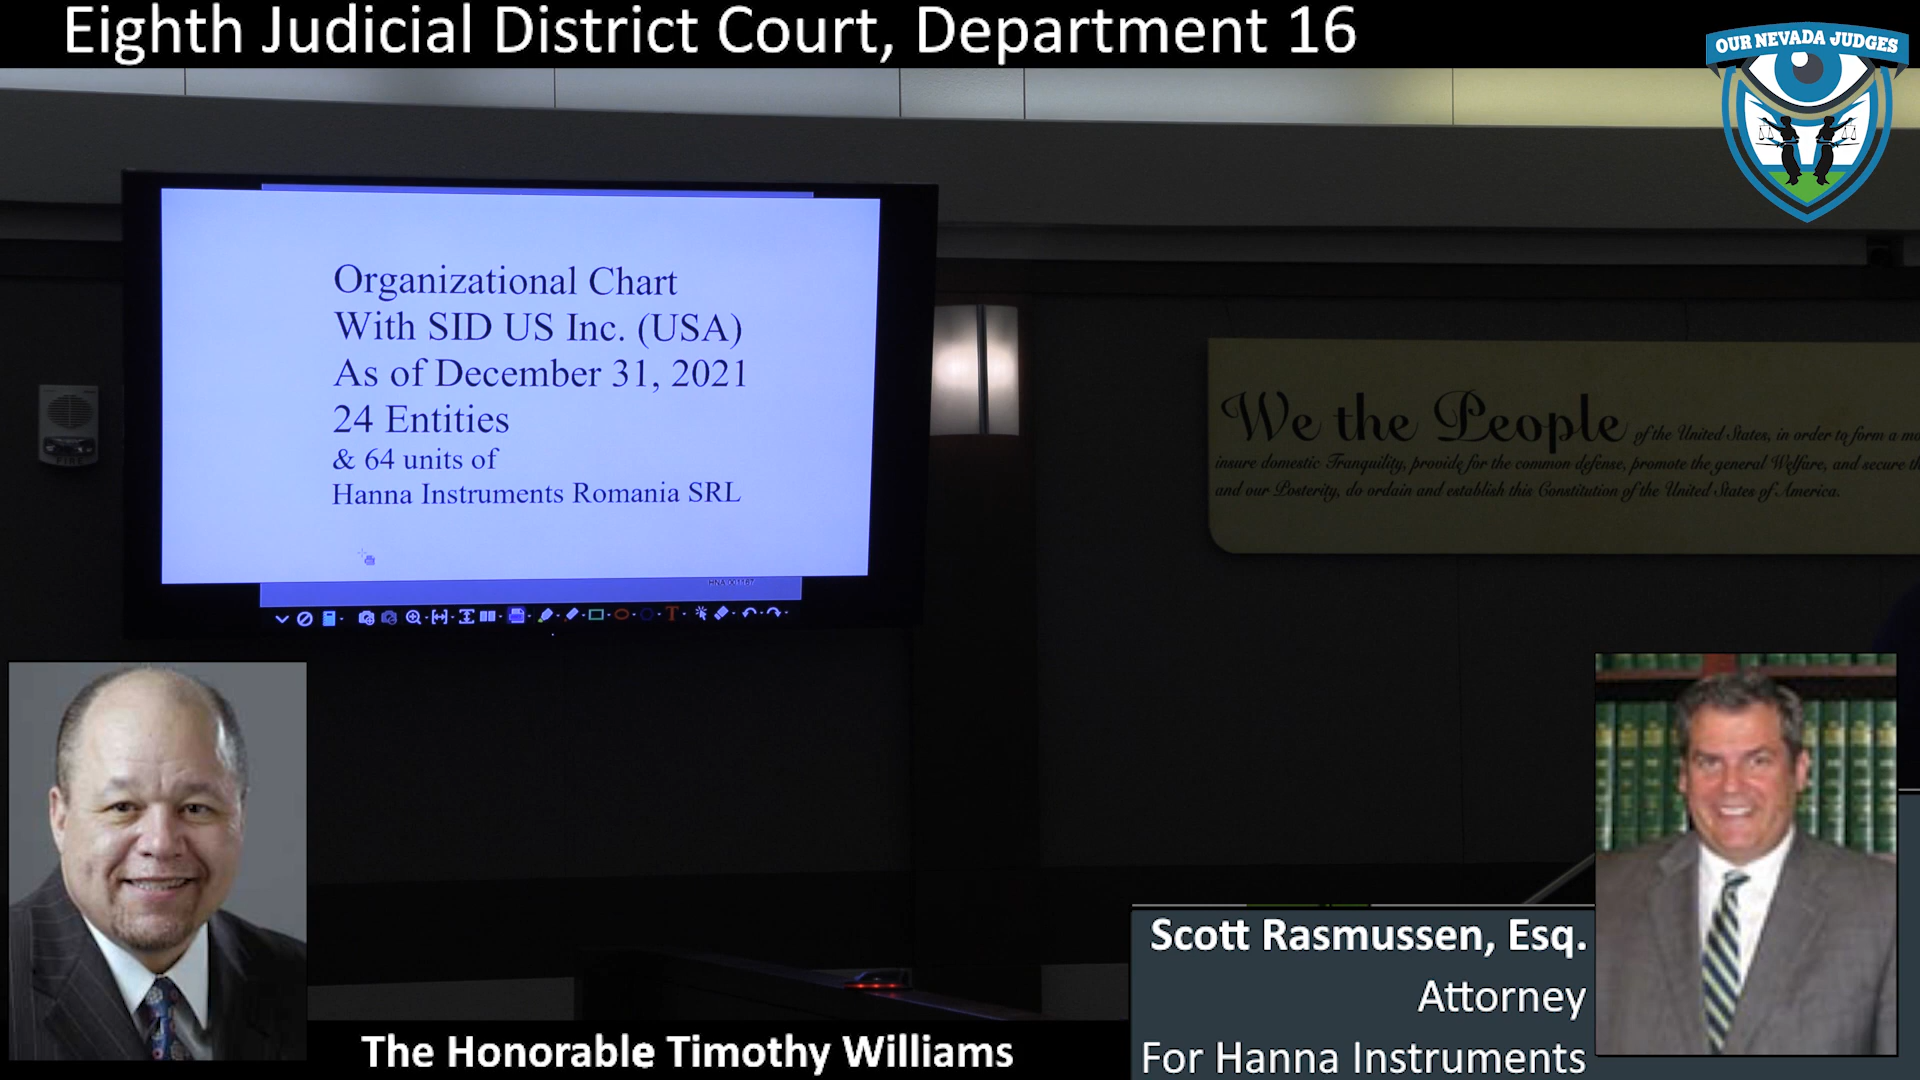 Eighth Judicial District Court, Department 16
OUR NEVADA JUDGES
Organizational Chart
With SID US Inc. (USA)
As of December 31, 2021
24 Entities
& 64 units of
Hanna Instruments Romania SRL
HNA 001167
FIRE
We the People of the United States, in order to form a
insure domestic Tranquility, provide for the common defense, promote the general Welfare, and secure
and our Posterity, do ordain and establish this Constitution of the United States of America.
Scott Rasmussen, Esq.
Attorney
For Hanna Instruments
The Honorable Timothy Williams